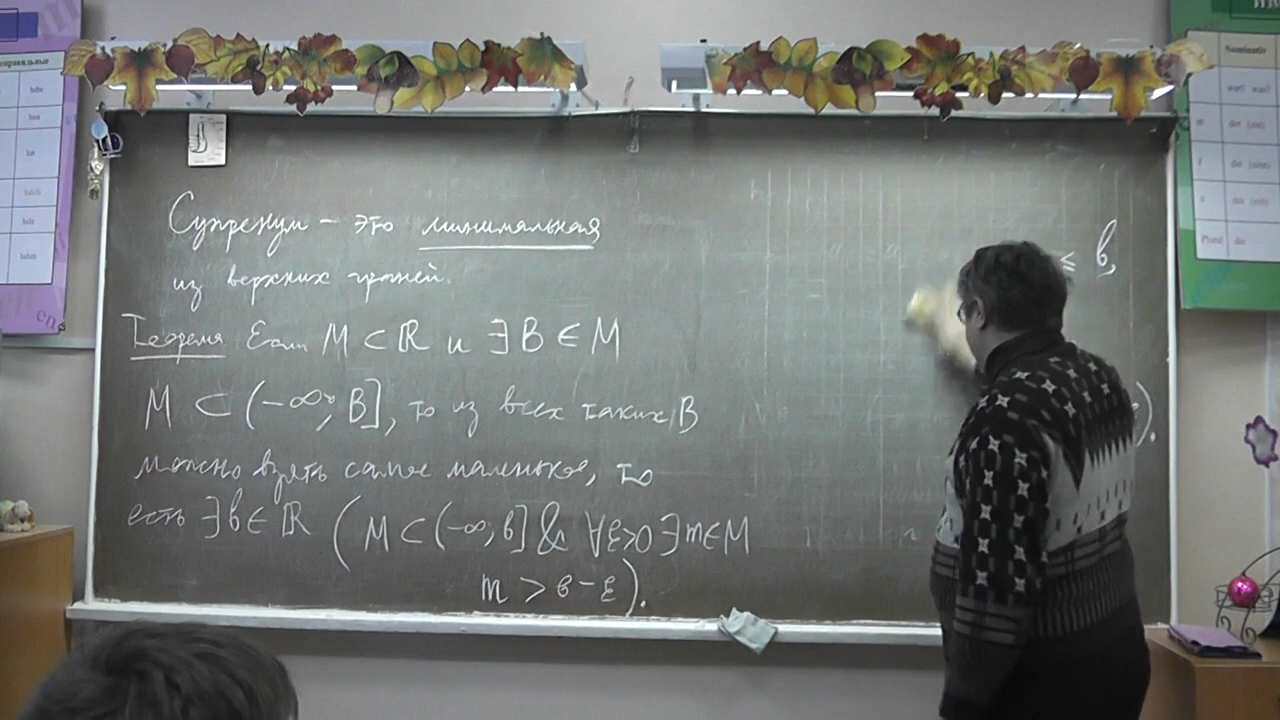 Супремум – это минимальная
из верхних граней.
Теорема Если M ⊂ ℝ и ∃ B ∈ M
M ⊂ (-∞; B], то из всех таких B
можно взять самое маленькое, то
есть ∃ b ∈ ℝ (M ⊂ (-∞; b] & ∀ε>0 ∃ m ∈ M
m > b - ε).
≤ b,
).
Nominativ